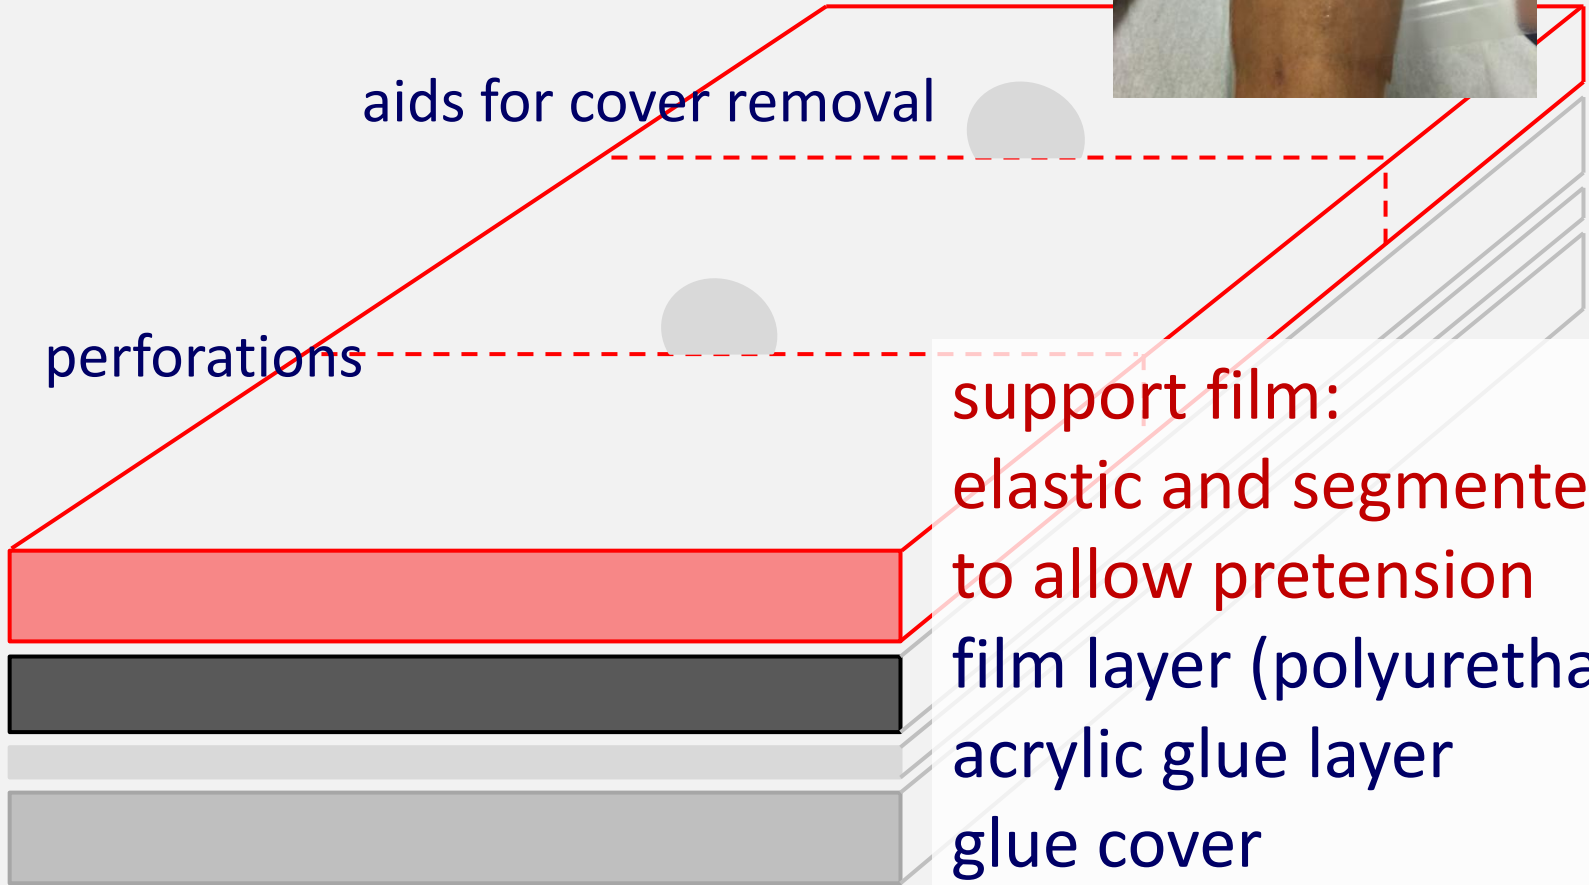 aids for cover removal
perforations
support film:
elastic and segmente
to allow pretension
film layer (polyuretha
acrylic glue layer
glue cover